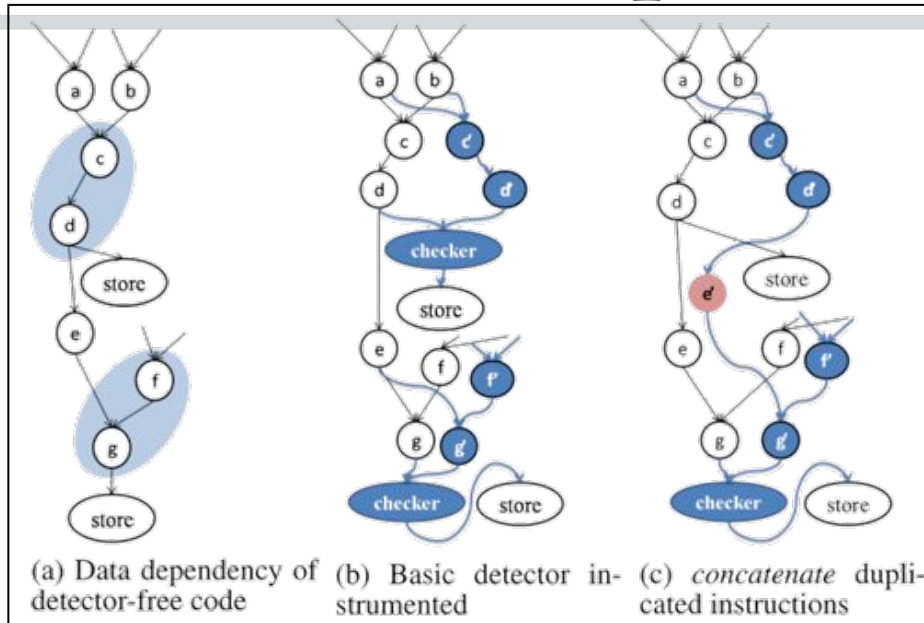 a
b
c
d
store
e
f
g
store
(a) Data dependency of
detector-free code
a
b
c
c'
d
d'
checker
store
e
f
f'
g
g'
checker
store
(b) Basic detector in-
strumented
a
b
c
c'
d
d'
e'
store
e
f
f'
g
g'
checker
store
(c) concatenate dupli-
cated instructions